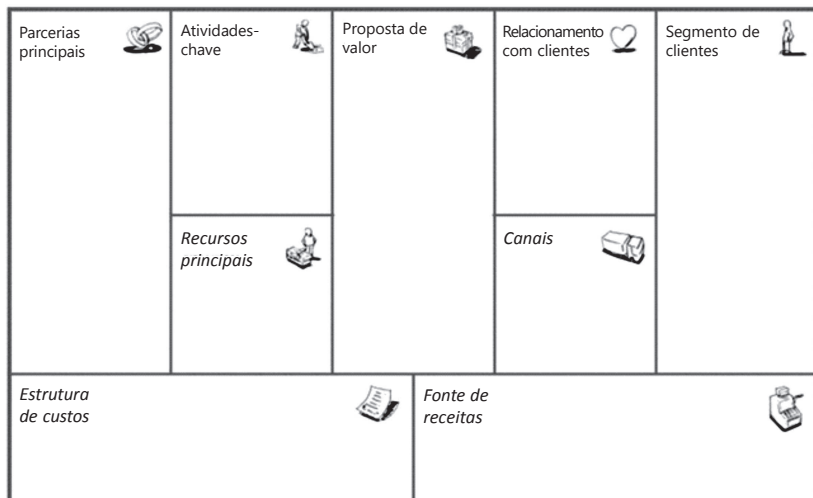 Parcerias
principais
Atividades-
chave
Proposta de
valor
Relacionamento
com clientes
Segmento de
clientes
Recursos
principais
Canais
Estrutura
de custos
Fonte de
receitas